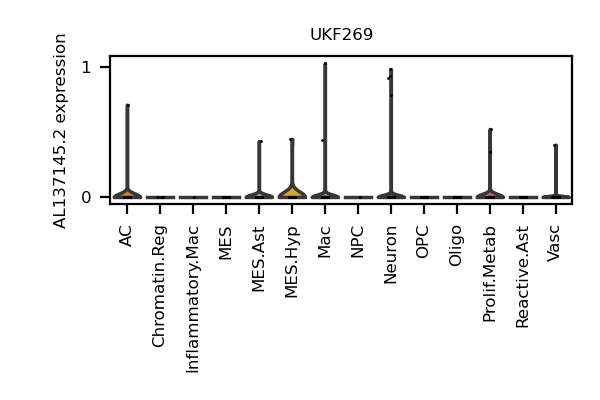 UKF269
AL137145.2 expression
1
0
AC
Chromatin.Reg
Inflammatory.Mac
MES
MES.Ast
MES.Hyp
Mac
NPC
Neuron
OPC
Oligo
Prolif.Metab
Reactive.Ast
Vasc